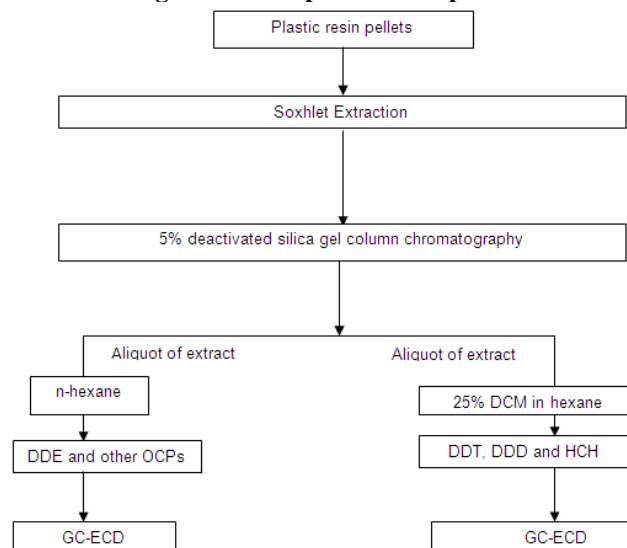 Plastic resin pellets
Soxhlet Extraction
5% deactivated silica gel column chromatography
Aliquot of extract
Aliquot of extract
n-hexane
25% DCM in hexane
DDE and other OCPs
DDT, DDD and HCH
GC-ECD
GC-ECD